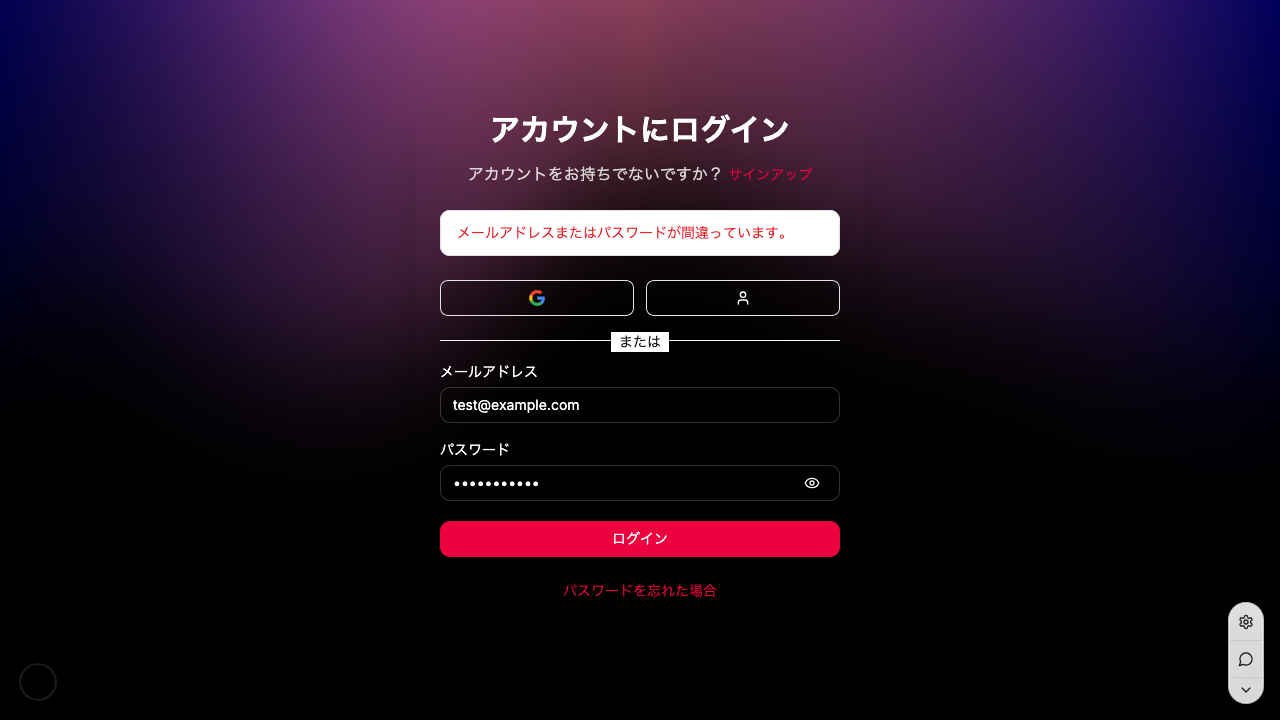 アカウントにログイン
アカウントをお持ちでないですか？ サインアップ
メールアドレスまたはパスワードが間違っています。
または
メールアドレス
test@example.com
パスワード
•••••••••••
ログイン
パスワードを忘れた場合